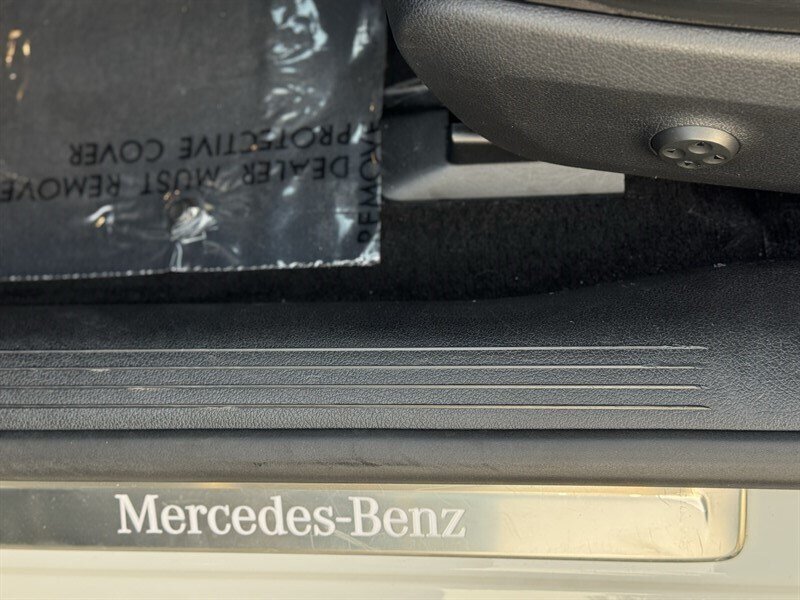 DEALER MUST REMOVE
PROTECTIVE COVER
REMOVE
Mercedes-Benz